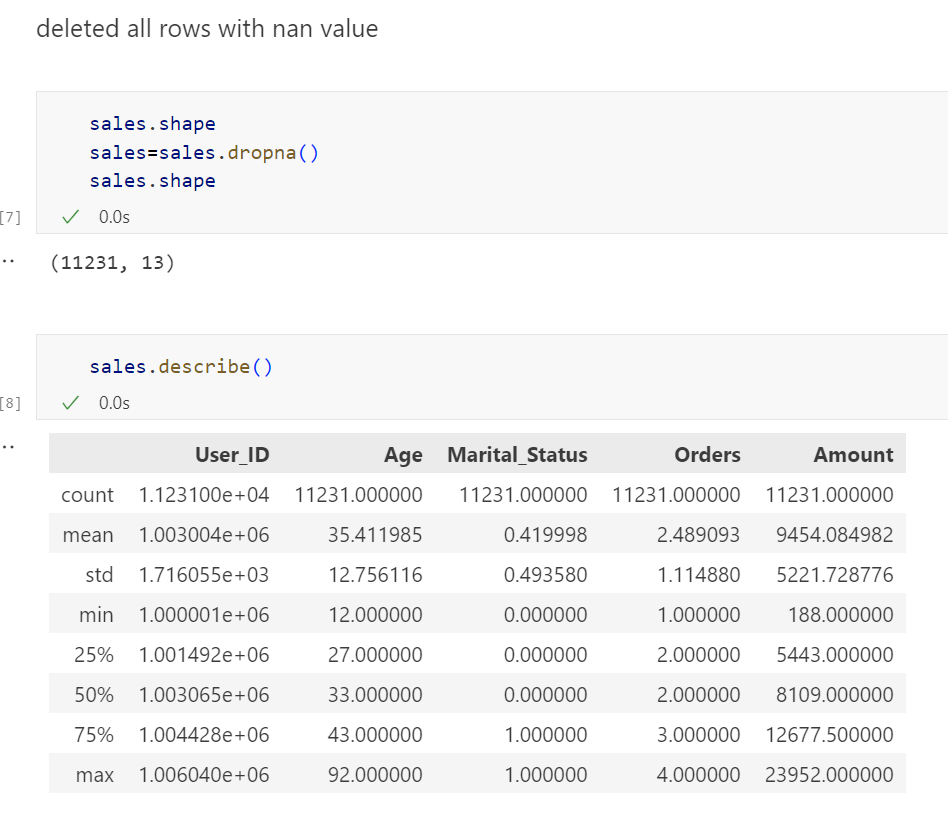 deleted all rows with nan value
sales.shape
sales=sales.dropna()
sales.shape
[7] 0.0s
(11231, 13)
sales.describe()
[8] 0.0s
User_ID Age Marital_Status Orders Amount
count 1.123100e+04 11231.000000 11231.000000 11231.000000 11231.000000
mean 1.003004e+06 35.411985 0.419998 2.489093 9454.084982
std 1.716055e+03 12.756116 0.493580 1.114880 5221.728776
min 1.000001e+06 12.000000 0.000000 1.000000 188.000000
25% 1.001492e+06 27.000000 0.000000 2.000000 5443.000000
50% 1.003065e+06 33.000000 0.000000 2.000000 8109.000000
75% 1.004428e+06 43.000000 1.000000 3.000000 12677.500000
max 1.006040e+06 92.000000 1.000000 4.000000 23952.000000